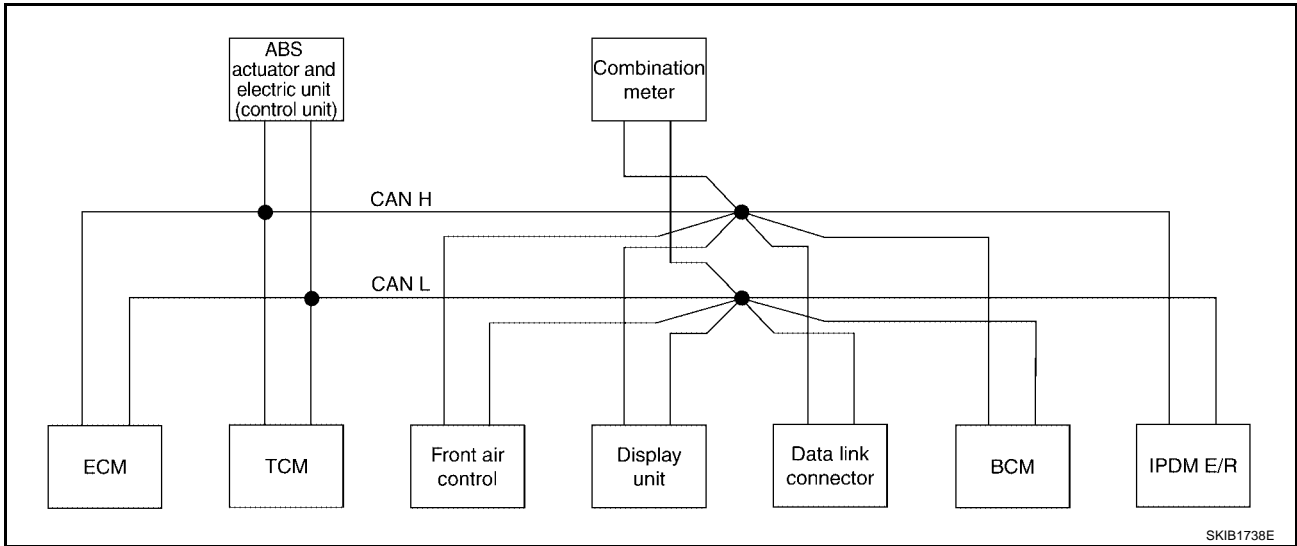 ABS
actuator and
electric unit
(control unit)
Combination
meter
CAN H
CAN L
ECM
TCM
Front air
control
Display
unit
Data link
connector
BCM
IPDM E/R
SKIB1738E